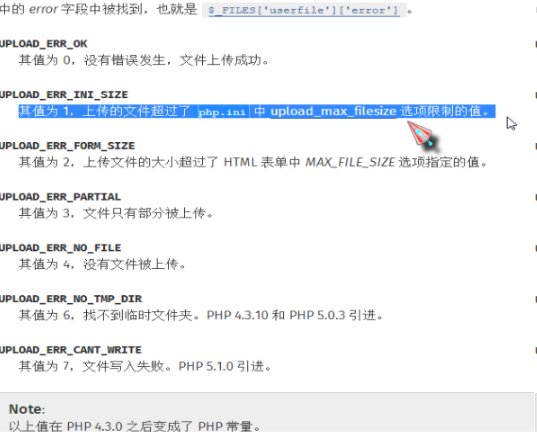 中的 error 字段中被找到，也就是 $_FILES['userfile']['error'] 。
UPLOAD_ERR_OK
其值为 0，没有错误发生，文件上传成功。
UPLOAD_ERR_INI_SIZE
其值为 1，上传的文件超过了 php.ini 中 upload_max_filesize 选项限制的值。
UPLOAD_ERR_FORM_SIZE
其值为 2，上传文件的大小超过了 HTML 表单中 MAX_FILE_SIZE 选项指定的值。
UPLOAD_ERR_PARTIAL
其值为 3，文件只有部分被上传。
UPLOAD_ERR_NO_FILE
其值为 4，没有文件被上传。
UPLOAD_ERR_NO_TMP_DIR
其值为 6，找不到临时文件夹。PHP 4.3.10 和 PHP 5.0.3 引进。
UPLOAD_ERR_CANT_WRITE
其值为 7，文件写入失败。PHP 5.1.0 引进。
Note:
以上值在 PHP 4.3.0 之后变成了 PHP 常量。